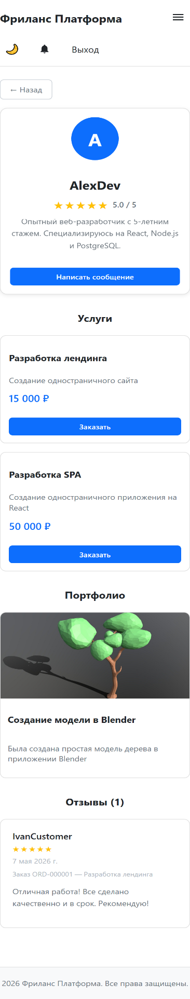 Фриланс Платформа
Выход
← Назад
A
AlexDev
★★★★★ 5.0 / 5
Опытный веб-разработчик с 5-летним
стажем. Специализируюсь на React, Node.js
и PostgreSQL.
Написать сообщение
Услуги
Разработка лендинга
Создание одностраничного сайта
15 000 ₽
Заказать
Разработка SPA
Создание одностраничного приложения на
React
50 000 ₽
Заказать
Портфолио
Создание модели в Blender
Была создана простая модель дерева в
приложении Blender
Отзывы (1)
IvanCustomer
★★★★★
7 мая 2026 г.
Заказ ORD-000001 — Разработка лендинга
Отличная работа! Все сделано
качественно и в срок. Рекомендую!
2026 Фриланс Платформа. Все права защищены.